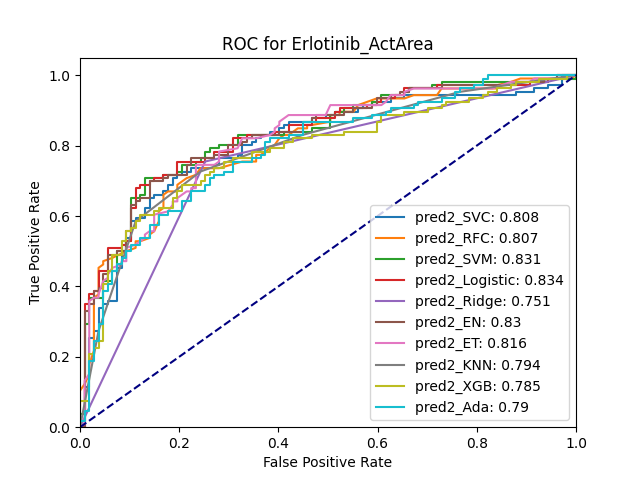 ROC for Erlotinib_ActArea
1.0
0.8
0.6
0.4
0.2
0.0
True Positive Rate
pred2_SVC: 0.808
pred2_RFC: 0.807
pred2_SVM: 0.831
pred2_Logistic: 0.834
pred2_Ridge: 0.751
pred2_EN: 0.83
pred2_ET: 0.816
pred2_KNN: 0.794
pred2_XGB: 0.785
pred2_Ada: 0.79
0.0 0.2 0.4 0.6 0.8 1.0
False Positive Rate